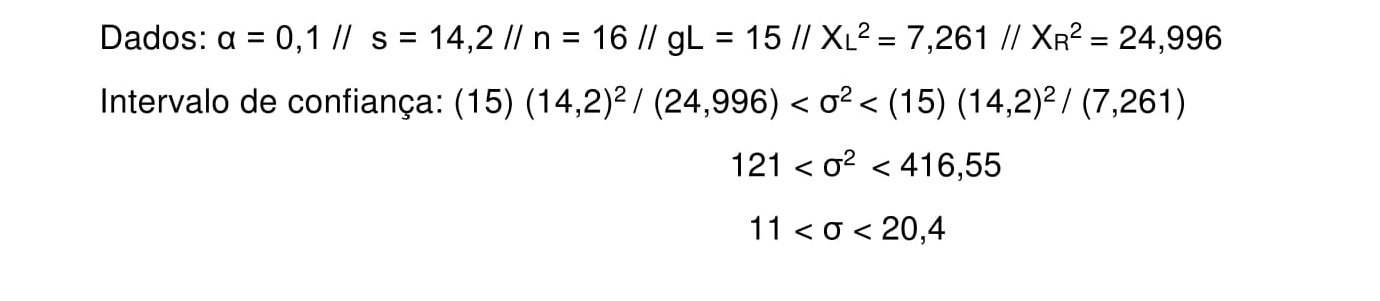 Dados: α = 0,1 // s = 14,2 // n = 16 // gL = 15 // XL² = 7,261 // XR² = 24,996
Intervalo de confiança: (15) (14,2)² / (24,996) < σ² < (15) (14,2)² / (7,261)
121 < σ² < 416,55
11 < σ < 20,4